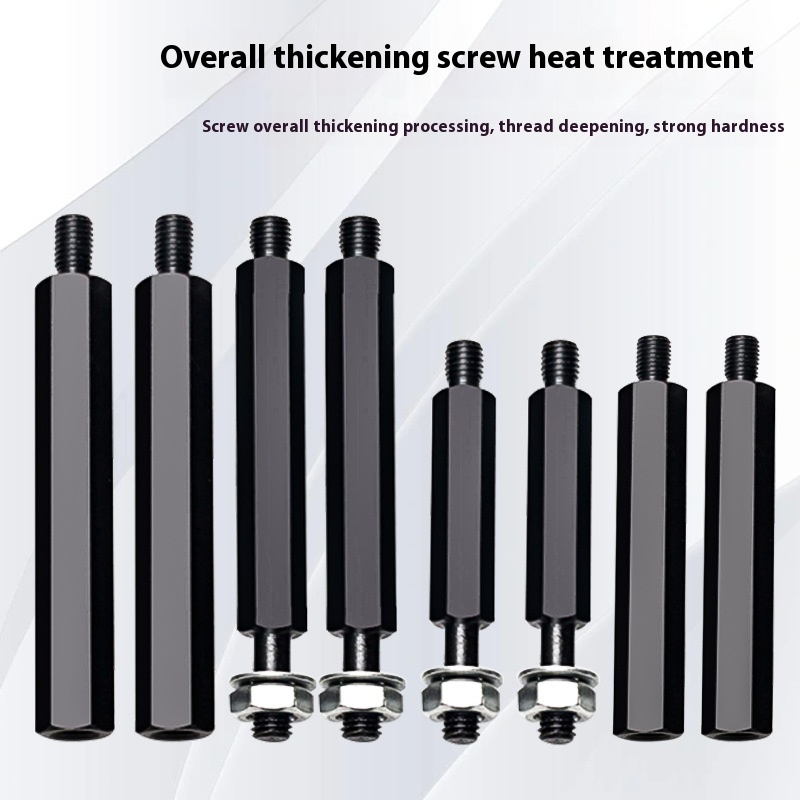 Overall thickening screw heat treatment
Screw overall thickening processing, thread deepening, strong hardness